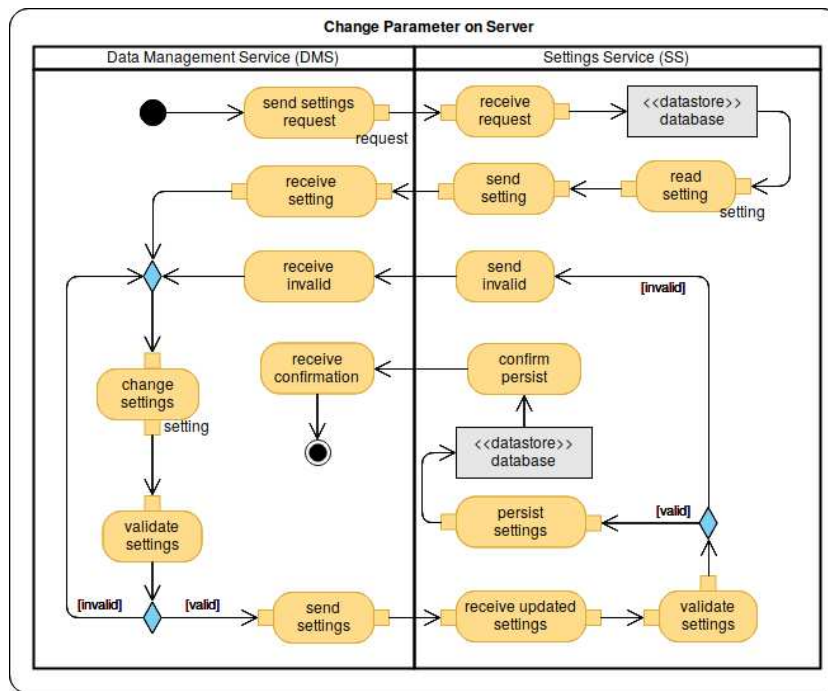 Change Parameter on Server
Data Management Service (DMS)
Settings Service (SS)
send settings
request
request
receive
request
<<datastore>>
database
receive
setting
send
setting
read
setting
setting
receive
invalid
send
invalid
[invalid]
change
settings
setting
receive
confirmation
confirm
persist
<<datastore>>
database
validate
settings
persist
settings
[valid]
[invalid]
[valid]
send
settings
receive updated
settings
validate
settings